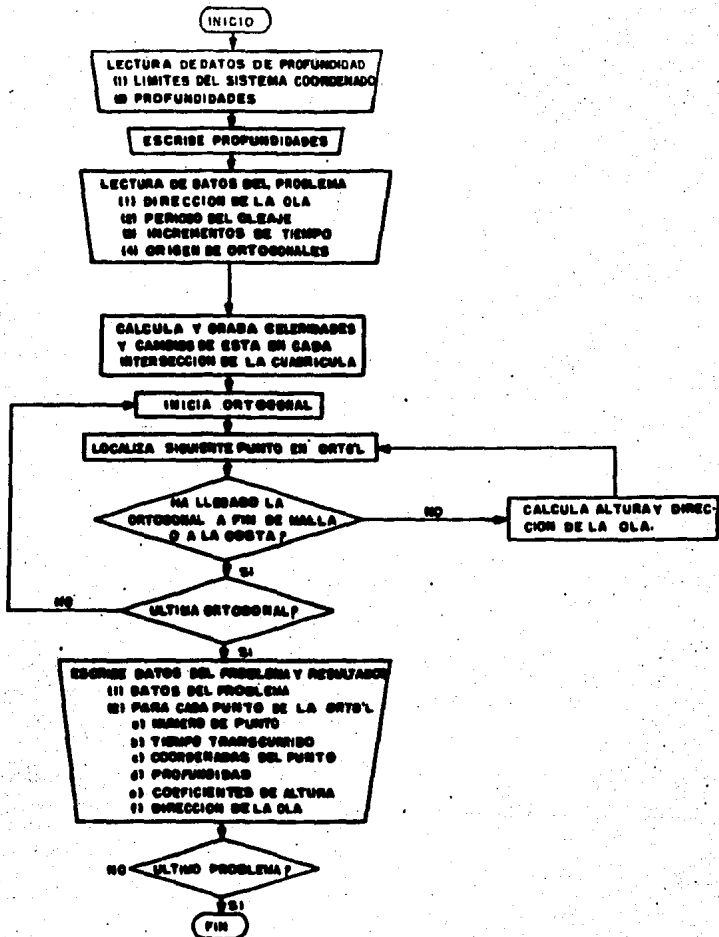 INICIO
LECTURA DE DATOS DE PROFUNDIDAD
(1) LIMITES DEL SISTEMA COORDENADO
(2) PROFUNDIDADES
ESCRIBE PROFUNDIDADES
LECTURA DE DATOS DEL PROBLEMA
(1) DIRECCION DE LA OLA
(2) PERIODO DEL OLEAJE
(3) INCREMENTOS DE TIEMPO
(4) ORIGEN DE ORTOGONALES
CALCULA Y GRABA CELERIDADES
Y CAMBIOS DE ESTA EN CADA
INTERSECCION DE LA CUADRICULA
INICIA ORTOGONAL
LOCALIZA SIGUIENTE PUNTO EN ORTO'L
HA LLEGADO LA
ORTOGONAL A FIN DE MALLA
O A LA COSTA?
NO
CALCULA ALTURA Y DIREC-
CION DE LA OLA.
SI
NO
ULTIMA ORTOGONAL?
SI
ESCRIBE DATOS DEL PROBLEMA Y RESULTADOS
(1) DATOS DEL PROBLEMA
(2) PARA CADA PUNTO DE LA ORTO'L
a) NUMERO DE PUNTO
b) TIEMPO TRANSCURRIDO
c) COORDENADAS DEL PUNTO
d) PROFUNDIDAD
e) COEFICIENTES DE ALTURA
f) DIRECCION DE LA OLA
NO
ULTIMO PROBLEMA?
SI
FIN